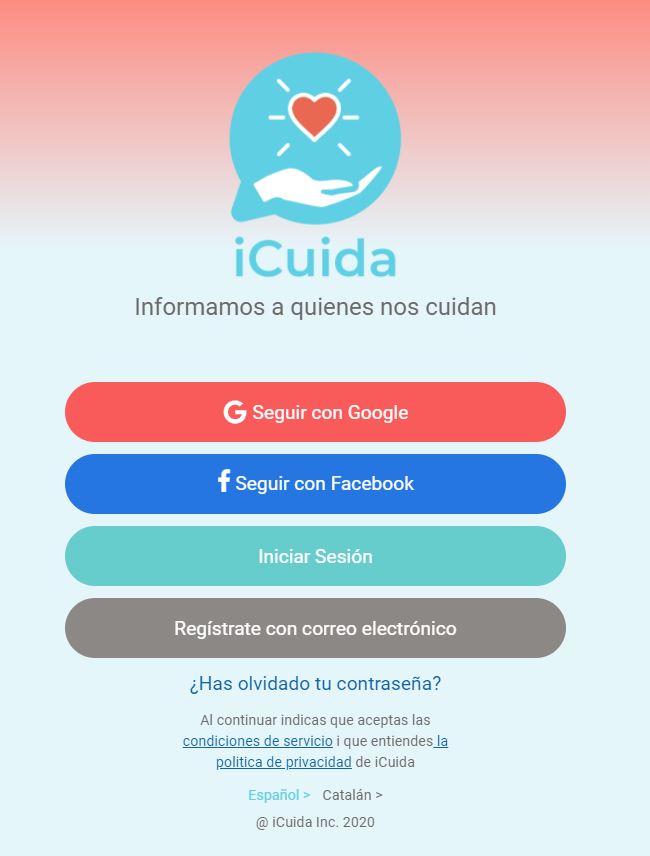 iCuida
Informamos a quienes nos cuidan
G Seguir con Google
f Seguir con Facebook
Iniciar Sesión
Regístrate con correo electrónico
¿Has olvidado tu contraseña?
Al continuar indicas que aceptas las
condiciones de servicio i que entiendes la
politica de privacidad de iCuida
Español > Catalán >
@ iCuida Inc. 2020